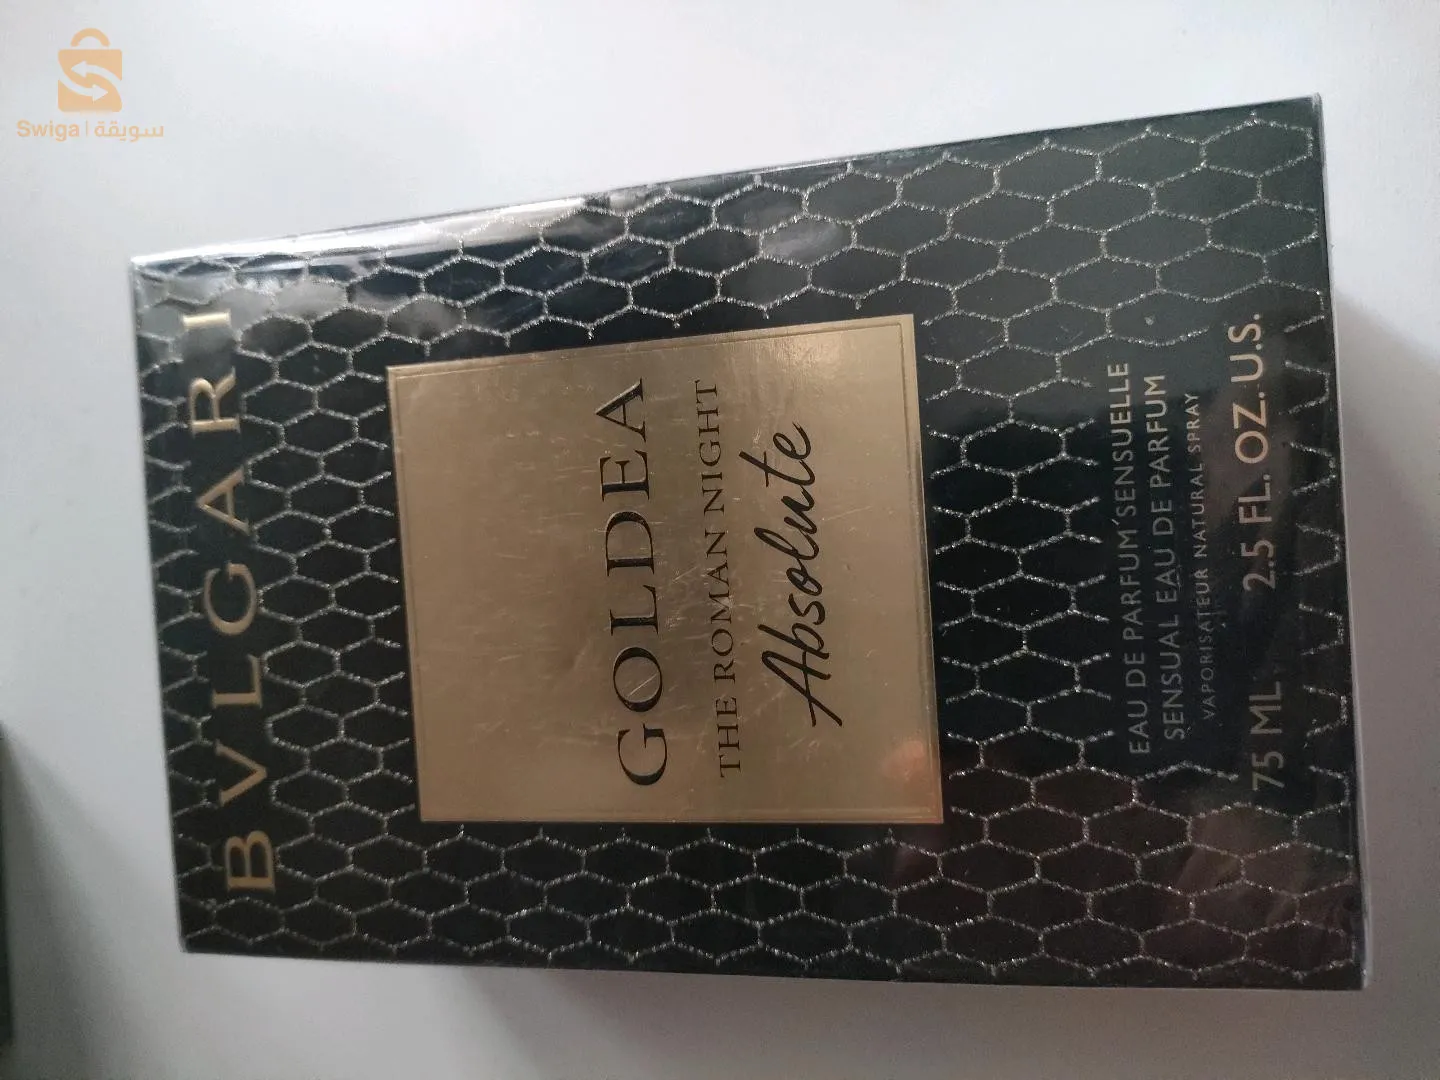 Swiga | سويقة
BVLGARI
GOLDEA
THE ROMAN NIGHT
Absolute
EAU DE PARFUM SENSUELLE
SENSUAL EAU DE PARFUM
VAPORISATEUR NATURAL SPRAY
75 ML 2.5 FL. OZ. U.S.